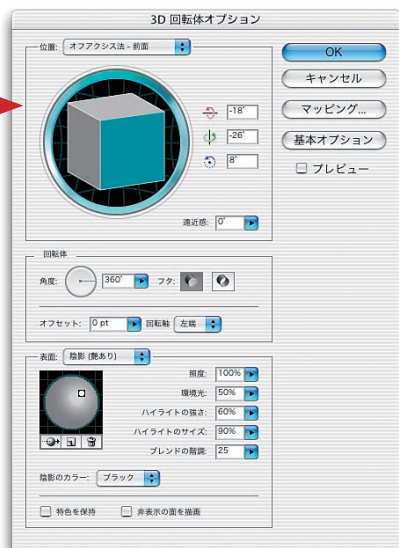 3D 回転体オプション
位置: オフアクシス法 - 前面
OK
キャンセル
マッピング...
基本オプション
プレビュー
-18°
-26°
8°
遠近感: 0°
回転体
角度: 360° フタ:
オフセット: 0 pt 回転軸 左端
表面: 陰影 (艶あり)
照度: 100%
環境光: 50%
ハイライトの強さ: 60%
ハイライトのサイズ: 90%
ブレンドの階調: 25
陰影のカラー: ブラック
特色を保持 非表示の面を描画